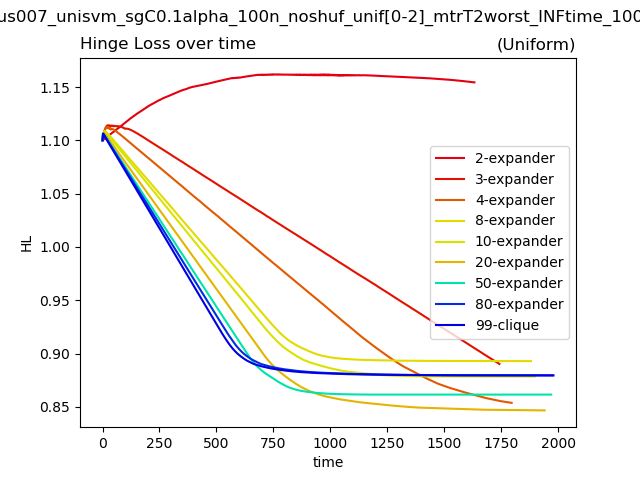 us007_unisvm_sgC0.1alpha_100n_noshuf_unif[0-2]_mtrT2worst_INFtime_100
Hinge Loss over time (Uniform)
1.15
1.10
1.05
1.00
0.95
0.90
0.85
HL
2-expander
3-expander
4-expander
8-expander
10-expander
20-expander
50-expander
80-expander
99-clique
0 250 500 750 1000 1250 1500 1750 2000
time